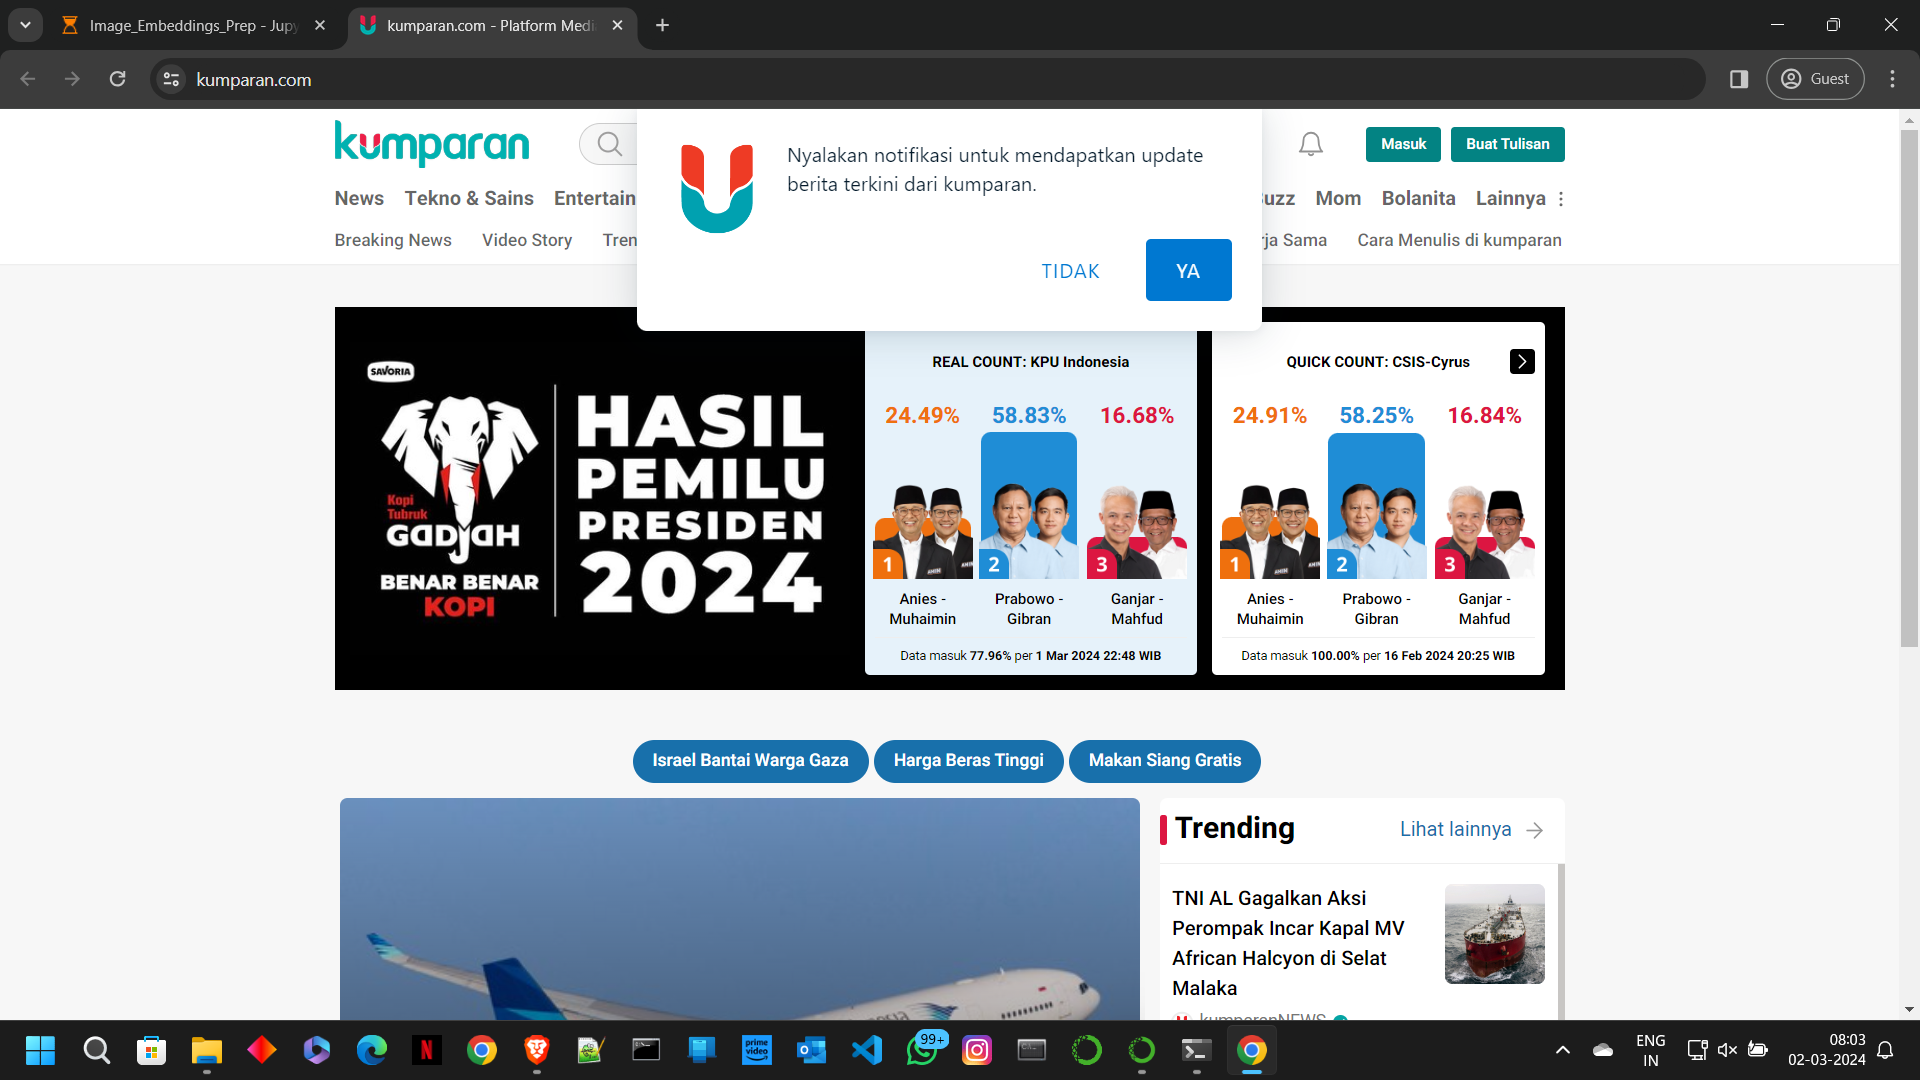 Image_Embeddings_Prep - Jup
kumparan.com - Platform Medi
kumparan.com
Guest
kumparan
Masuk
Buat Tulisan
Nyalakan notifikasi untuk mendapatkan update
berita terkini dari kumparan.
TIDAK
YA
News
Tekno & Sains
Entertain
Buzz
Mom
Bolanita
Lainnya
Breaking News
Video Story
Tren
rja Sama
Cara Menulis di kumparan
SAVORIA
Kopi
Tubruk
GADJAH
BENAR BENAR
KOPI
HASIL
PEMILU
PRESIDEN
2024
REAL COUNT: KPU Indonesia
24.49%
58.83%
16.68%
1
2
3
Anies -
Muhaimin
Prabowo -
Gibran
Ganjar -
Mahfud
Data masuk 77.96% per 1 Mar 2024 22:48 WIB
QUICK COUNT: CSIS-Cyrus
24.91%
58.25%
16.84%
1
2
3
Anies -
Muhaimin
Prabowo -
Gibran
Ganjar -
Mahfud
Data masuk 100.00% per 16 Feb 2024 20:25 WIB
Israel Bantai Warga Gaza
Harga Beras Tinggi
Makan Siang Gratis
Trending
Lihat lainnya
TNI AL Gagalkan Aksi
Perompak Incar Kapal MV
African Halcyon di Selat
Malaka
kumparanNEWS
prime
video
99+
ENG
IN
08:03
02-03-2024